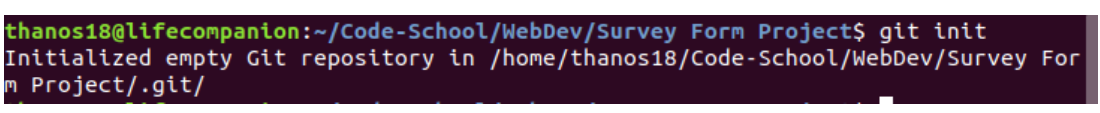 thanos18@lifecompanion:~/Code-School/WebDev/Survey Form Project$ git init
Initialized empty Git repository in /home/thanos18/Code-School/WebDev/Survey For
m Project/.git/